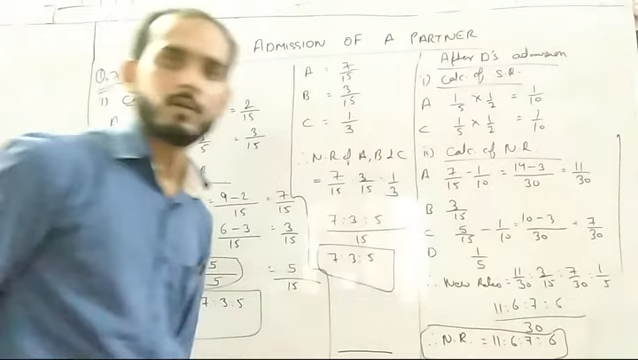 ADMISSION OF A PARTNER
Q.7
i)
= 2/15
= 3/15
= 9-2/15 = 7/15
6-3/15 = 3/15
5/5 = 5/15
7:3:5
A = 7/15
B = 3/15
C = 1/3
∴ N.R of A, B & C
= 7/15 : 3/15 : 1/3
7:3:5/15
7:3:5
After D's admission
i) Calc. of S.R.
A 1/5 × 1/2 = 1/10
C 1/5 × 1/2 = 1/10
ii) Calc. of N.R.
A 7/15 - 1/10 = 14-3/30 = 11/30
B 3/15
C 5/15 - 1/10 = 10-3/30 = 7/30
D 1/5
∴ New Ratio = 11/30 : 3/15 : 7/30 : 1/5
11:6:7:6/30
∴ N.R. = 11:6:7:6